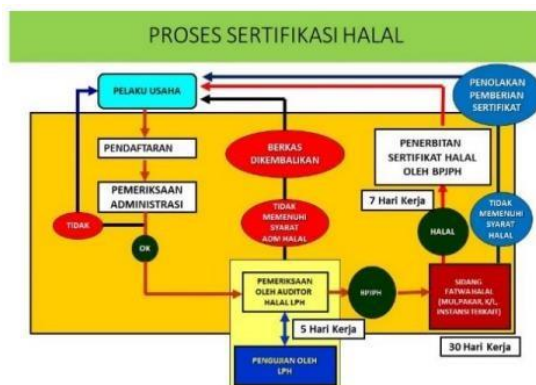 PROSES SERTIFIKASI HALAL
PELAKU USAHA
PENDAFTARAN
PEMERIKSAAN
ADMINISTRASI
TIDAK
OK
BERKAS
DIKEMBALIKAN
TIDAK
MEMENUHI
SYARAT
ADM HALAL
PEMERIKSAAN
OLEH AUDITOR
HALAL LPH
5 Hari Kerja
PENGUJIAN OLEH
LPH
BPJPH
SIDANG
FATWA HALAL
(MUI,PAKAR, K/L,
INSTANSI TERKAIT)
30 Hari Kerja
HALAL
7 Hari Kerja
PENERBITAN
SERTIFIKAT HALAL
OLEH BPJPH
TIDAK
MEMENUHI
SYARAT
HALAL
PENOLAKAN
PEMBERIAN
SERTIFIKAT